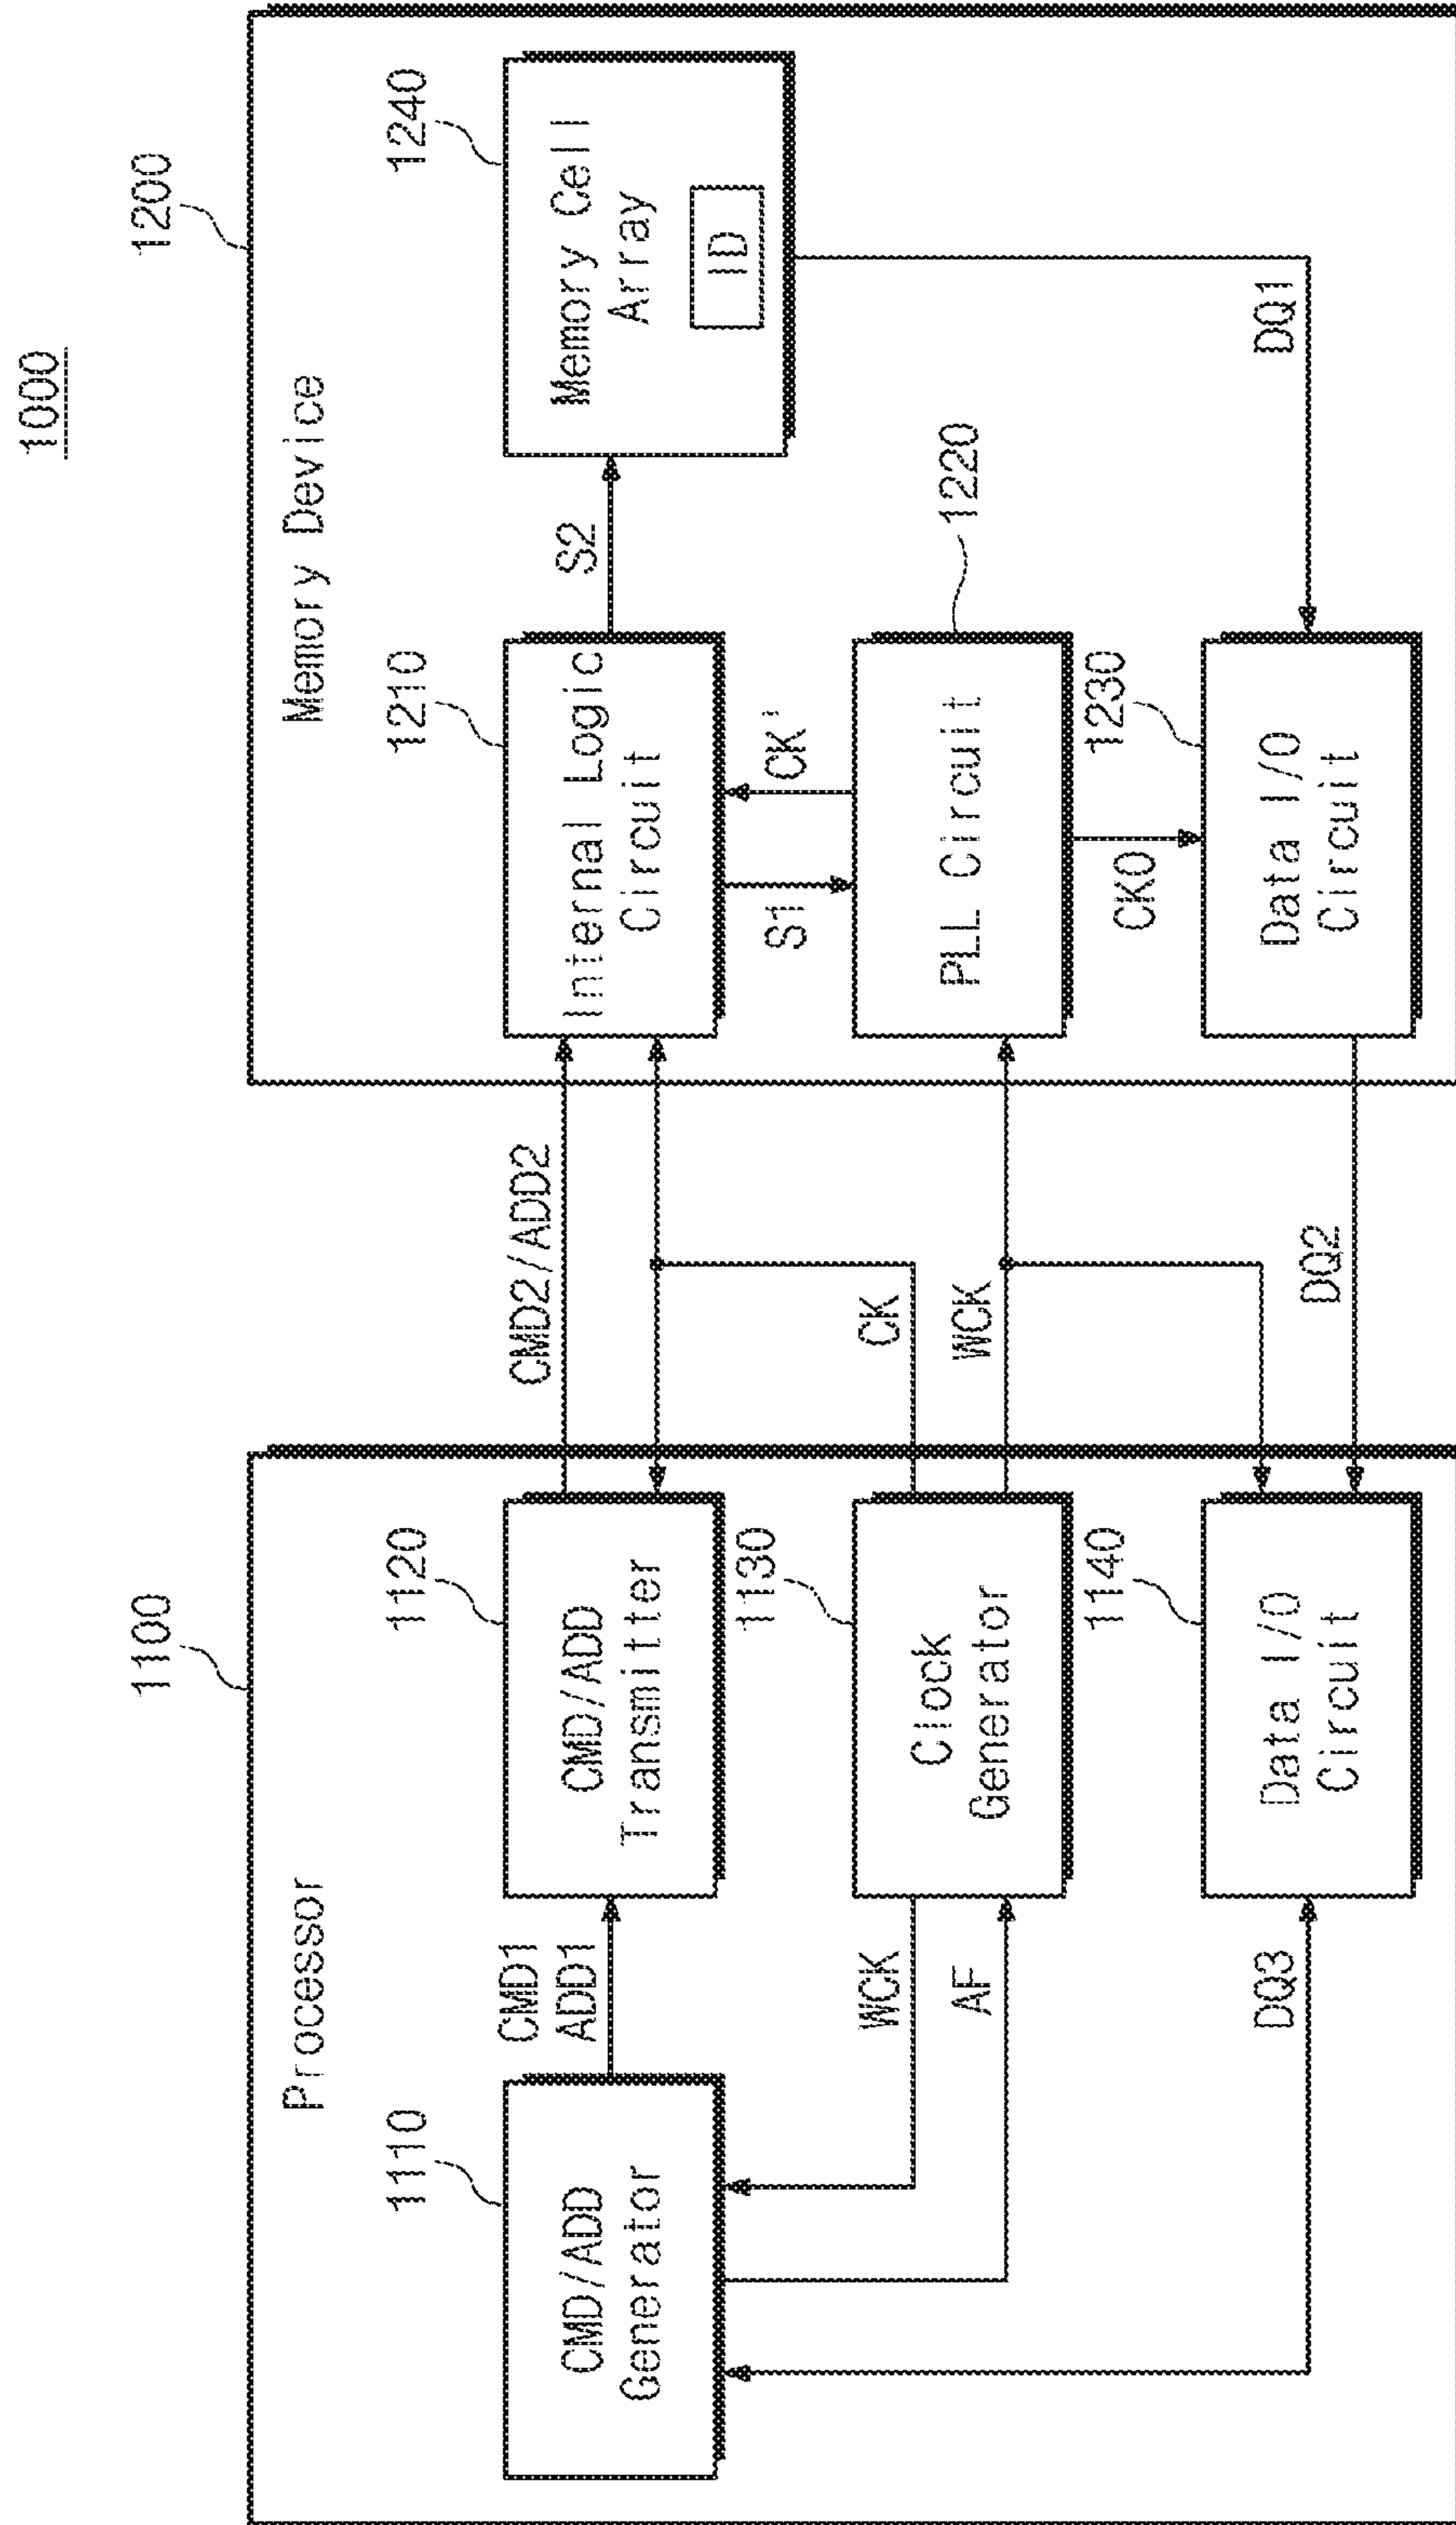 1000
1100
Processor
1110
CMD/ADD
Generator
CMD1
ADD1
1120
CMD/ADD
Transmitter
WCK
AF
1130
Clock
Generator
DQ3
1140
Data I/O
Circuit
CMD2/ADD2
CK
WCK
DQ2
1200
Memory Device
1210
Internal Logic
Circuit
S2
1240
Memory Cell
Array
ID
S1
CK'
PLL Circuit
1220
CK0
1230
Data I/O
Circuit
DQ1